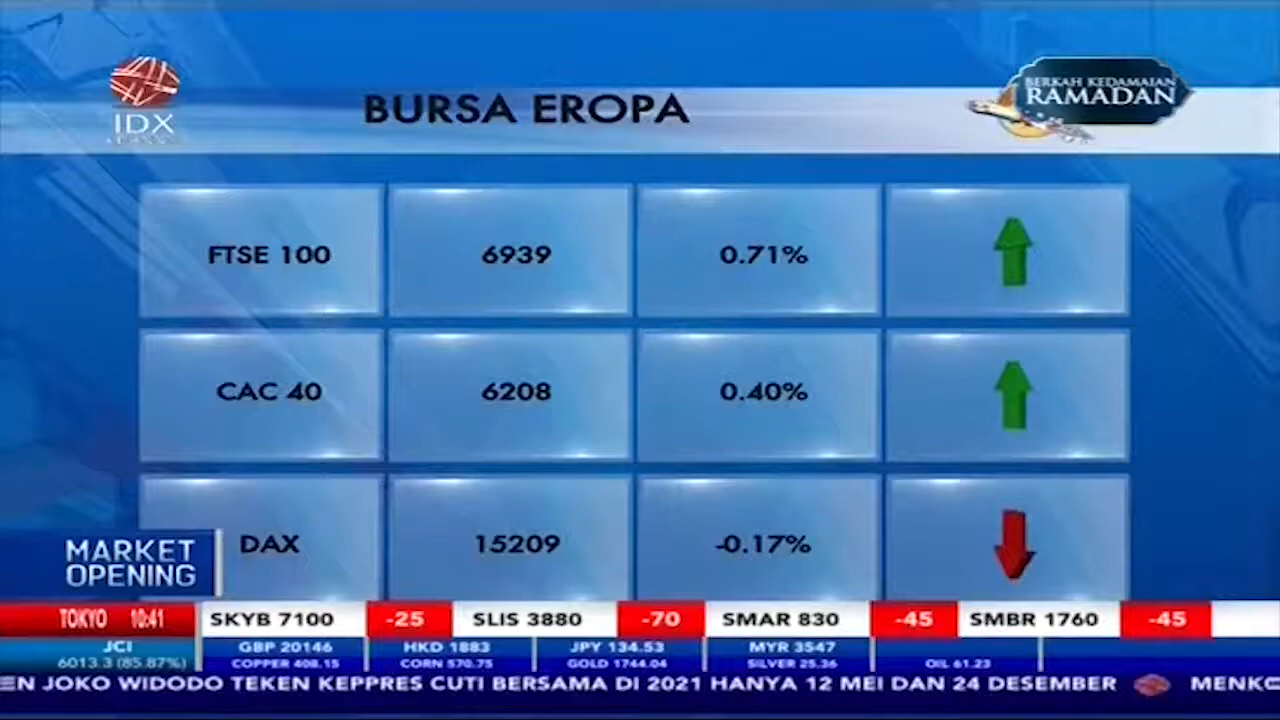 IDX
BURSA EROPA
BERKAH KEDAMAIAN
RAMADAN
FTSE 100 6939 0.71%
CAC 40 6208 0.40%
DAX 15209 -0.17%
MARKET
OPENING
TOKYO 10:41 SKYB 7100 -25 SLIS 3880 -70 SMAR 830 -45 SMBR 1760 -45
JCI GBP 20146 HKD 1883 JPY 134.53 MYR 3547
6013.3 (85.87%) COPPER 408.15 CORN 570.75 GOLD 1744.04 SILVER 25.36 OIL 61.23
EN JOKO WIDODO TEKEN KEPPRES CUTI BERSAMA DI 2021 HANYA 12 MEI DAN 24 DESEMBER MENKO